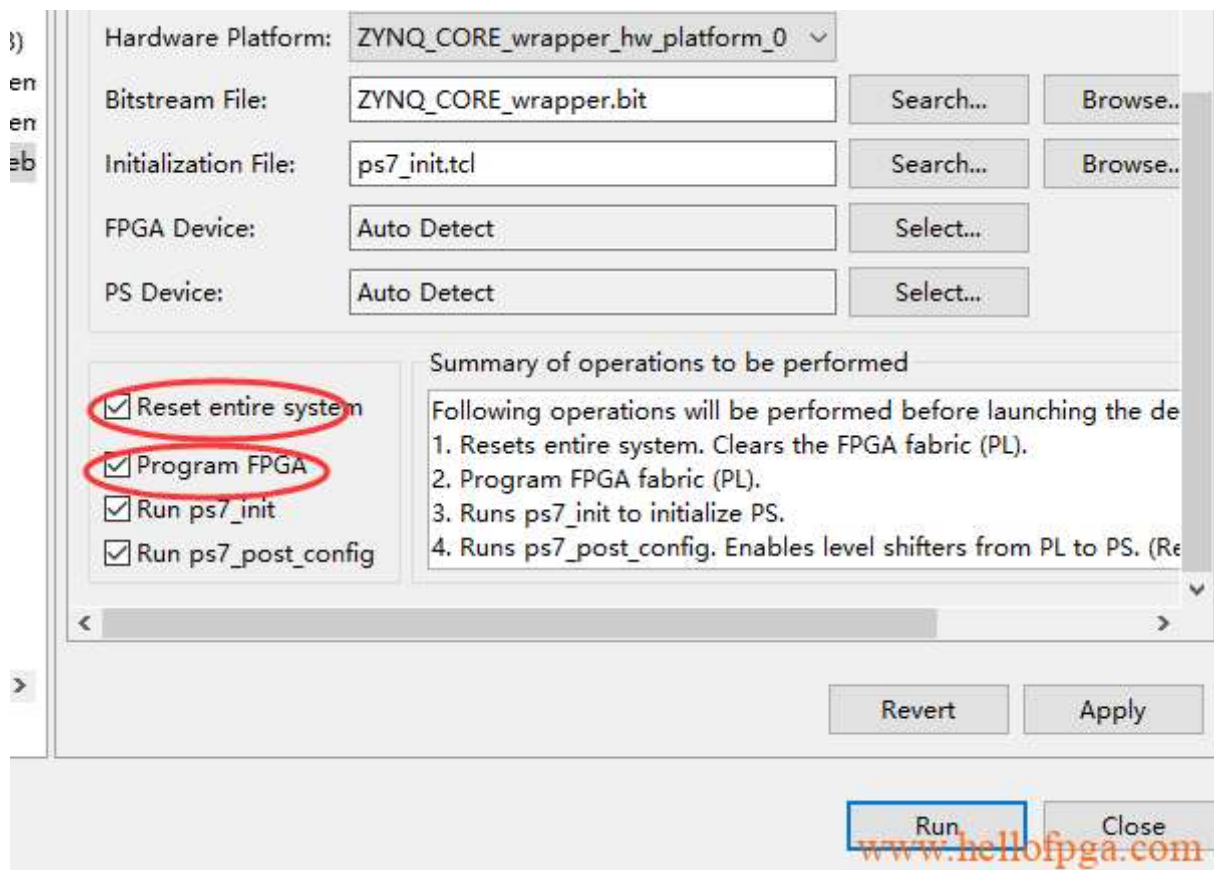 3)
en
en
eb
Hardware Platform: ZYNQ_CORE_wrapper_hw_platform_0
Bitstream File: ZYNQ_CORE_wrapper.bit Search... Browse..
Initialization File: ps7_init.tcl Search... Browse..
FPGA Device: Auto Detect Select...
PS Device: Auto Detect Select...
Summary of operations to be performed
Reset entire system
Program FPGA
Run ps7_init
Run ps7_post_config
Following operations will be performed before launching the de
1. Resets entire system. Clears the FPGA fabric (PL).
2. Program FPGA fabric (PL).
3. Runs ps7_init to initialize PS.
4. Runs ps7_post_config. Enables level shifters from PL to PS. (Re
Revert Apply
Run Close
www.hellofpga.com